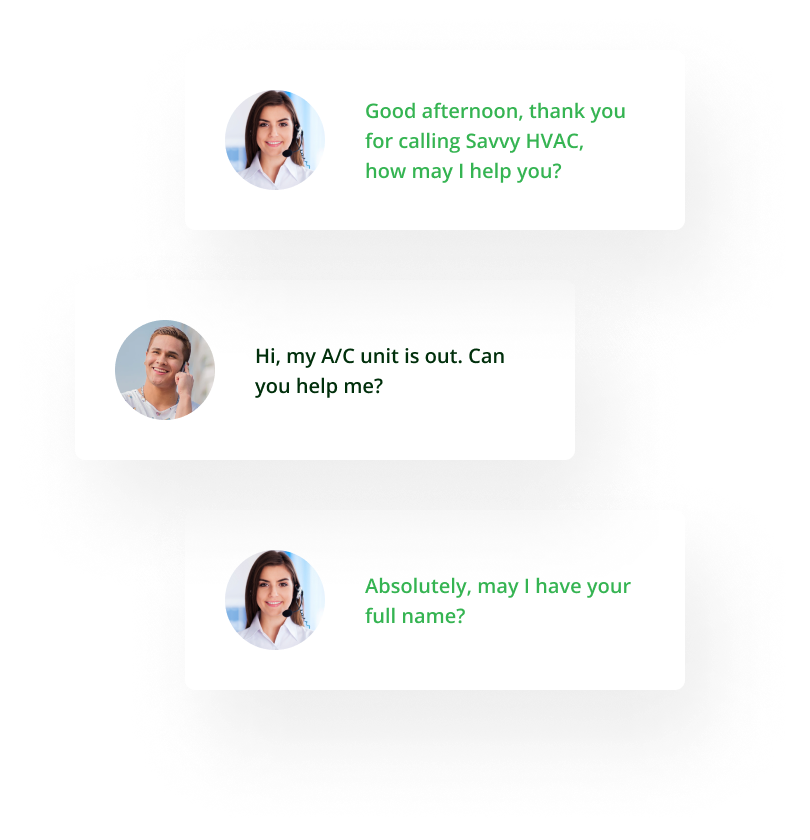 Good afternoon, thank you
for calling Savvy HVAC,
how may I help you?
Hi, my A/C unit is out. Can
you help me?
Absolutely, may I have your
full name?